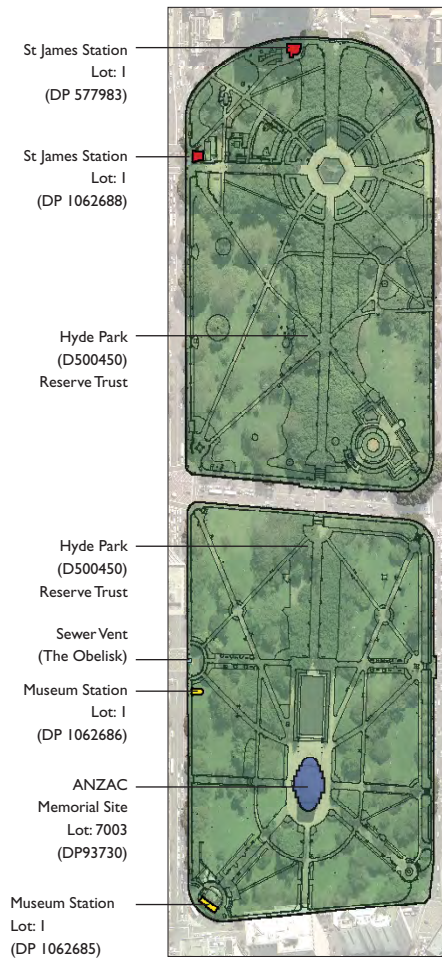 St James Station
Lot: 1
(DP 577983)
St James Station
Lot: 1
(DP 1062688)
Hyde Park
(D500450)
Reserve Trust
Hyde Park
(D500450)
Reserve Trust
Sewer Vent
(The Obelisk)
Museum Station
Lot: 1
(DP 1062686)
ANZAC
Memorial Site
Lot: 7003
(DP93730)
Museum Station
Lot: 1
(DP 1062685)